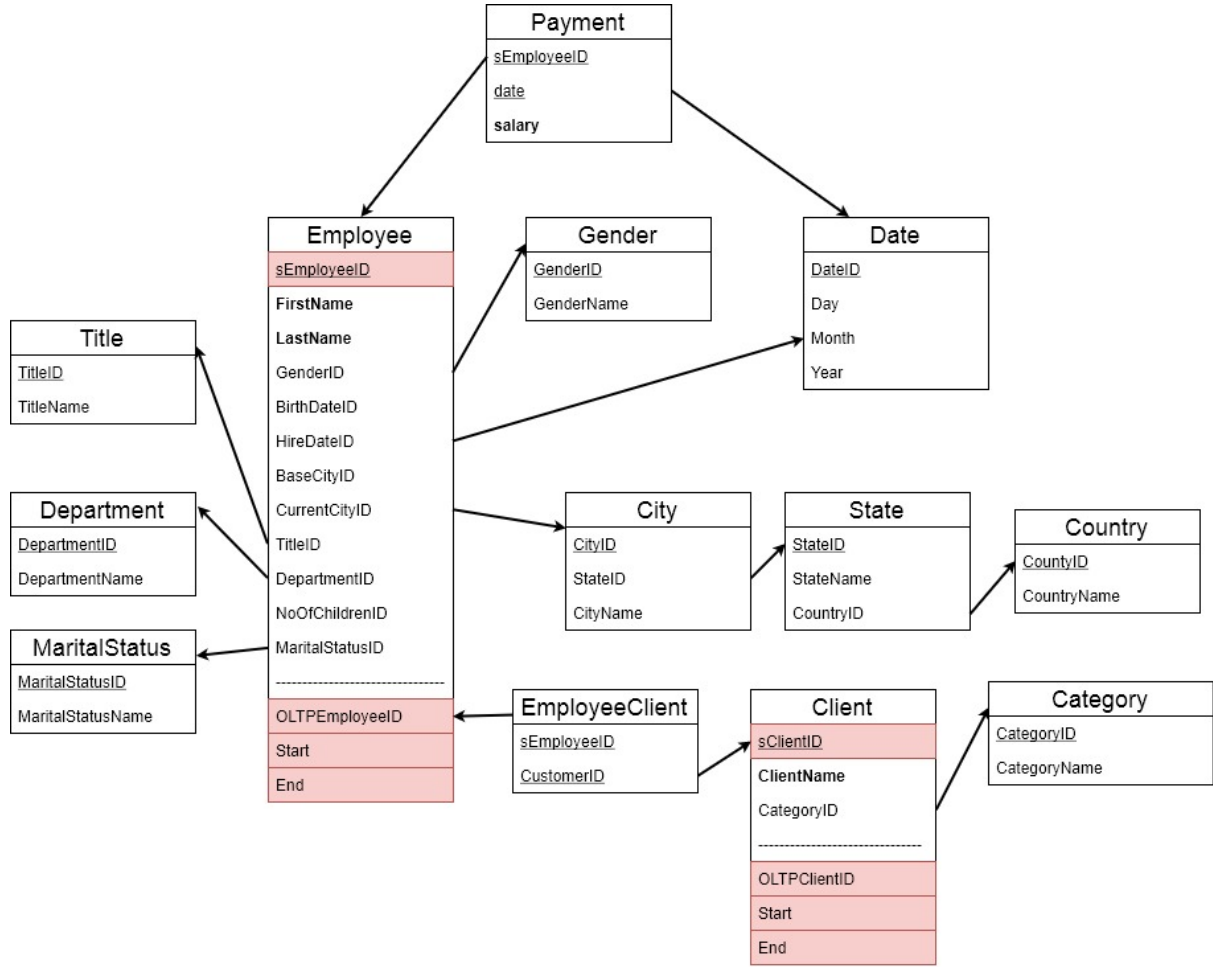 Payment
sEmployeeID
date
salary
Employee
sEmployeeID
FirstName
LastName
GenderID
BirthDateID
HireDateID
BaseCityID
CurrentCityID
TitleID
DepartmentID
NoOfChildrenID
MaritalStatusID
--------------------------------
OLTPEmployeeID
Start
End
Gender
GenderID
GenderName
Date
DateID
Day
Month
Year
Title
TitleID
TitleName
Department
DepartmentID
DepartmentName
MaritalStatus
MaritalStatusID
MaritalStatusName
City
CityID
StateID
CityName
State
StateID
StateName
CountryID
Country
CountyID
CountryName
EmployeeClient
sEmployeeID
CustomerID
Client
sClientID
ClientName
CategoryID
-------------------------------
OLTPClientID
Start
End
Category
CategoryID
CategoryName